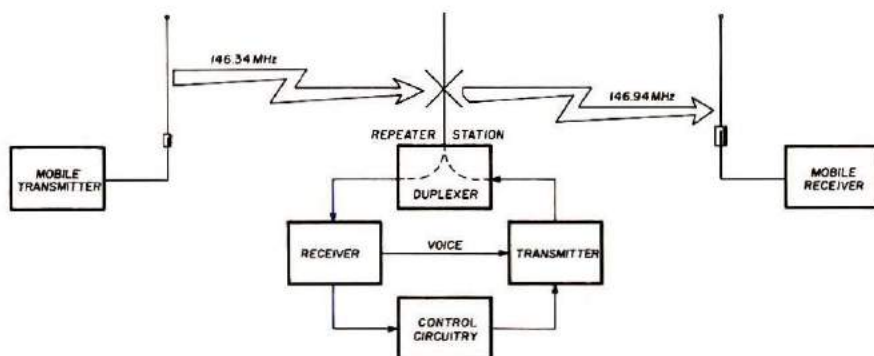 146.34 MHz
146.94 MHz
REPEATER STATION
MOBILE
TRANSMITTER
DUPLEXER
MOBILE
RECEIVER
RECEIVER
VOICE
TRANSMITTER
CONTROL
CIRCUITRY